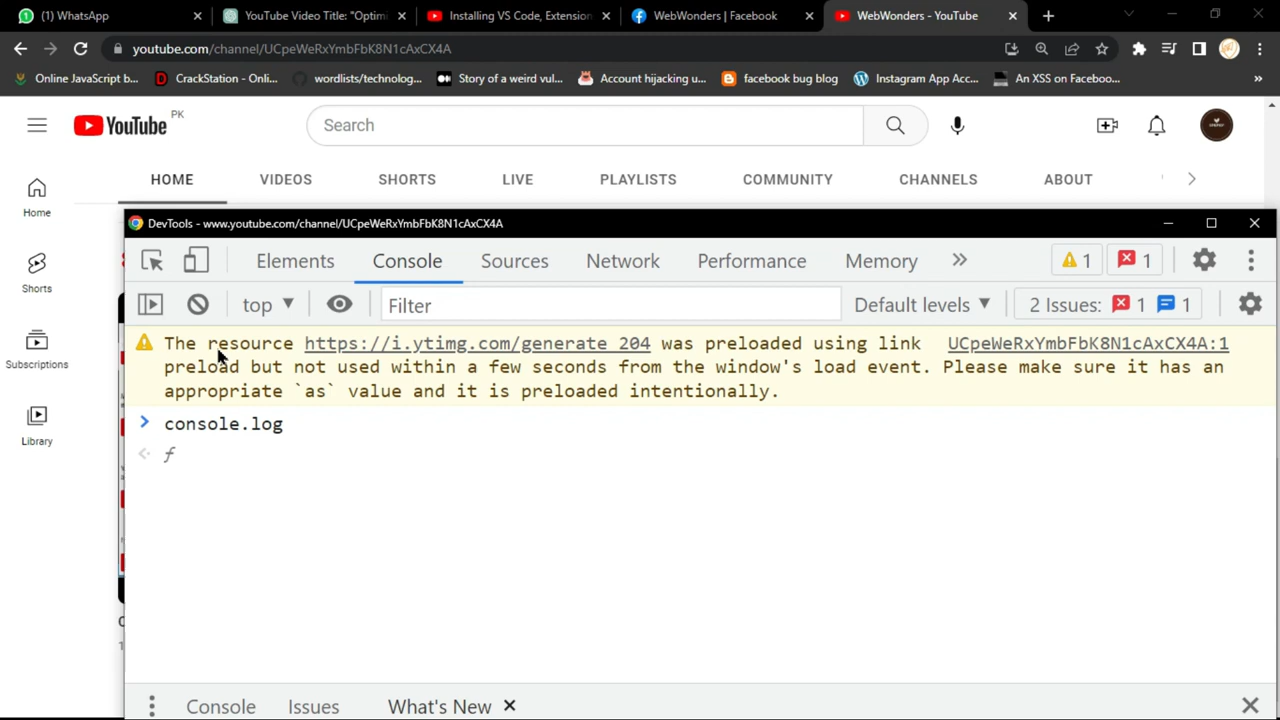 (1) WhatsApp
YouTube Video Title: "Optim
Installing VS Code, Extension
WebWonders | Facebook
WebWonders - YouTube
youtube.com/channel/UCpeWeRxYmbFbK8N1cAxCX4A
Online JavaScript b...
CrackStation - Onli...
wordlists/technolog...
Story of a weird vul...
Account hijacking u...
facebook bug blog
Instagram App Acc...
An XSS on Faceboo...
YouTube PK
Search
HOME
VIDEOS
SHORTS
LIVE
PLAYLISTS
COMMUNITY
CHANNELS
ABOUT
Home
Shorts
Subscriptions
Library
DevTools - www.youtube.com/channel/UCpeWeRxYmbFbK8N1cAxCX4A
Elements
Console
Sources
Network
Performance
Memory
1
1
top
Filter
Default levels
2 Issues: 1 1
The resource https://i.ytimg.com/generate_204 was preloaded using link UCpeWeRxYmbFbK8N1cAxCX4A:1
preload but not used within a few seconds from the window's load event. Please make sure it has an
appropriate `as` value and it is preloaded intentionally.
console.log
f
Console
Issues
What's New